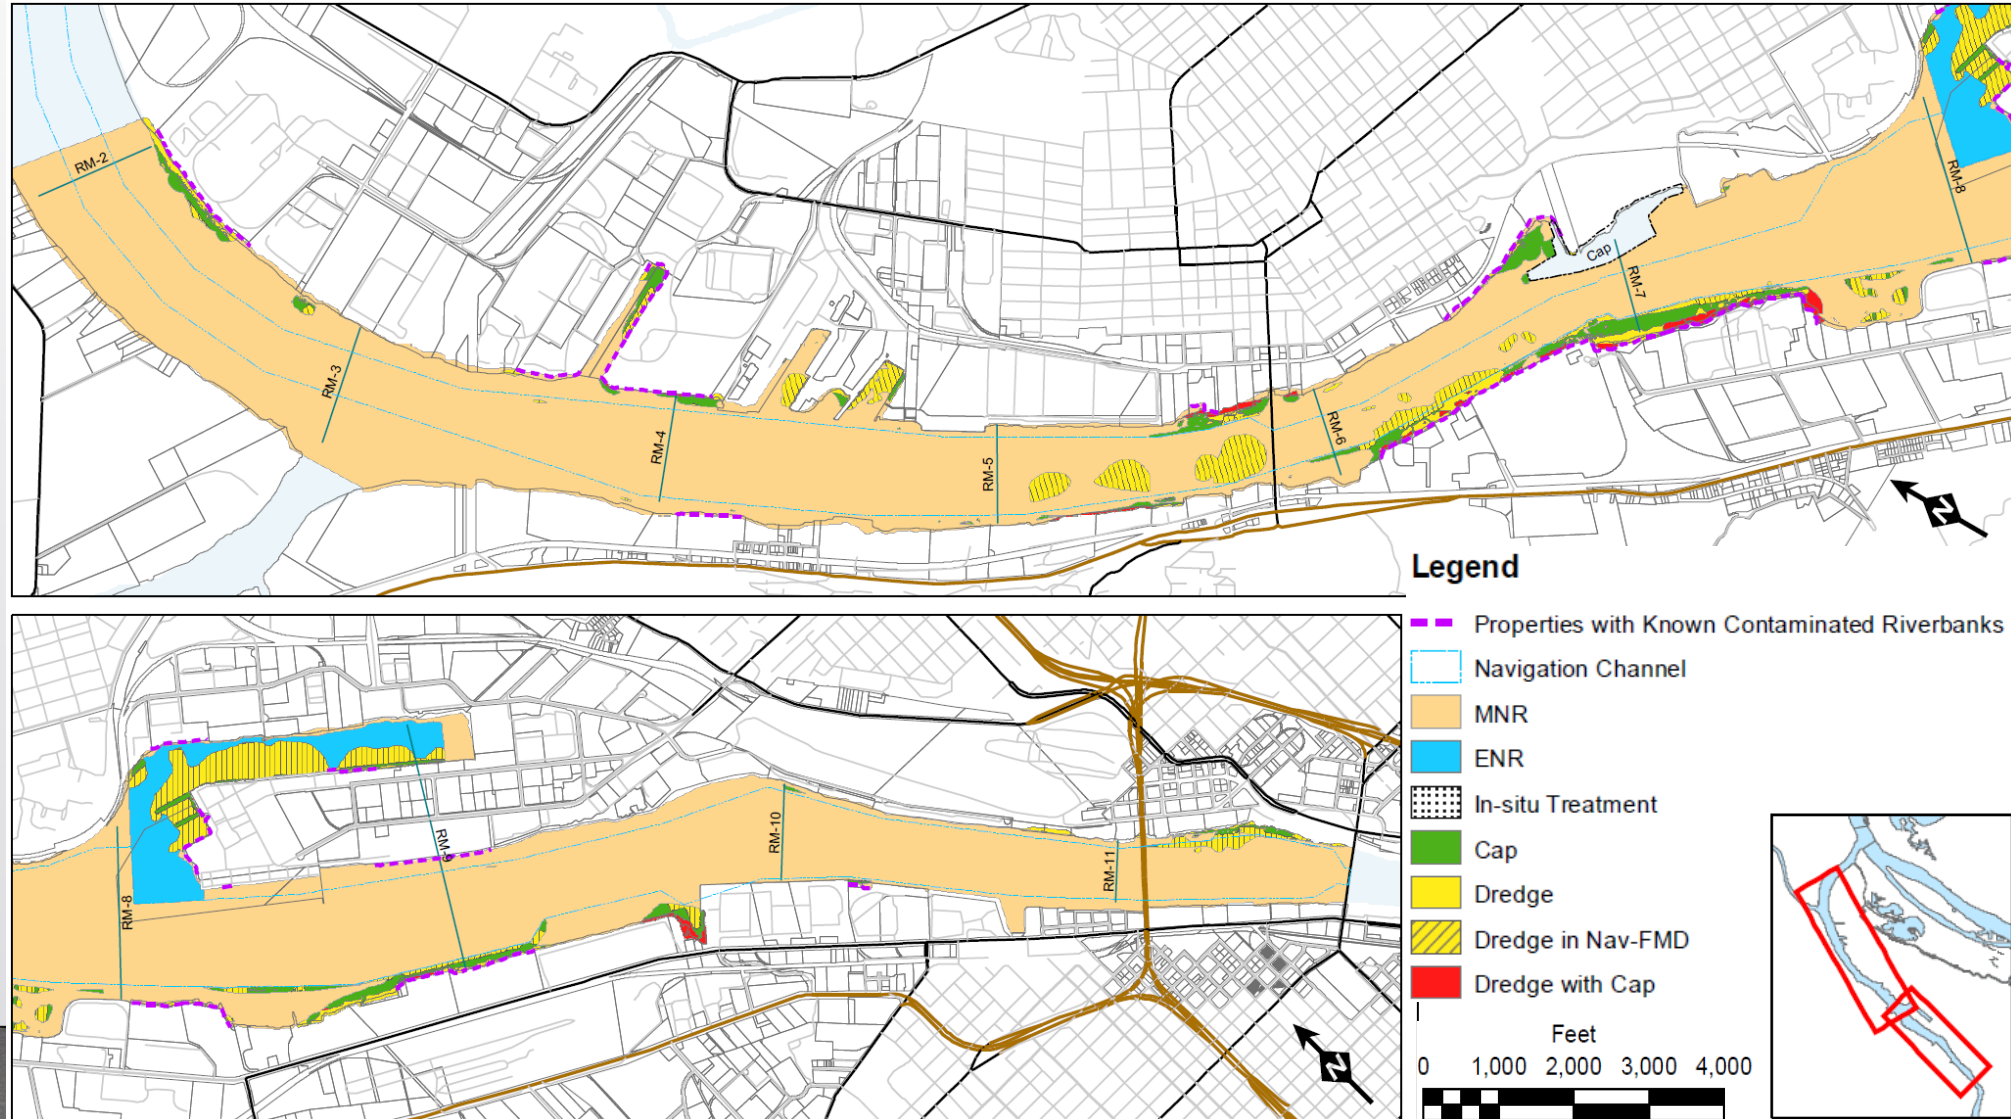 RM-2
RM-3
RM-4
RM-5
RM-6
RM-7
RM-8
Cap
N
RM-8
RM-9
RM-10
RM-11
N
Legend
Properties with Known Contaminated Riverbanks
Navigation Channel
MNR
ENR
In-situ Treatment
Cap
Dredge
Dredge in Nav-FMD
Dredge with Cap
Feet
0 1,000 2,000 3,000 4,000